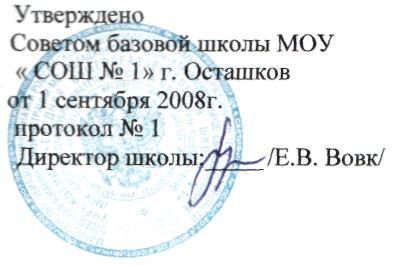 Утверждено
Советом базовой школы МОУ
« СОШ № 1» г. Осташков
от 1 сентября 2008г.
протокол № 1
Директор школы: /Е.В. Вовк/